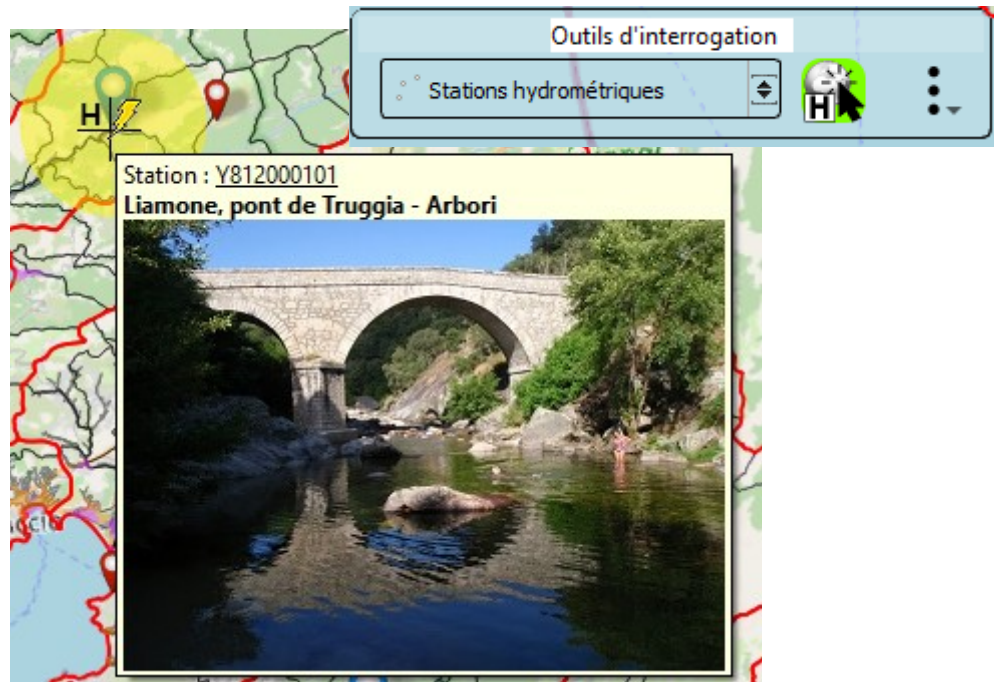 Outils d'interrogation
Stations hydrométriques
H
H
Station : Y812000101
Liamone, pont de Truggia - Arbori